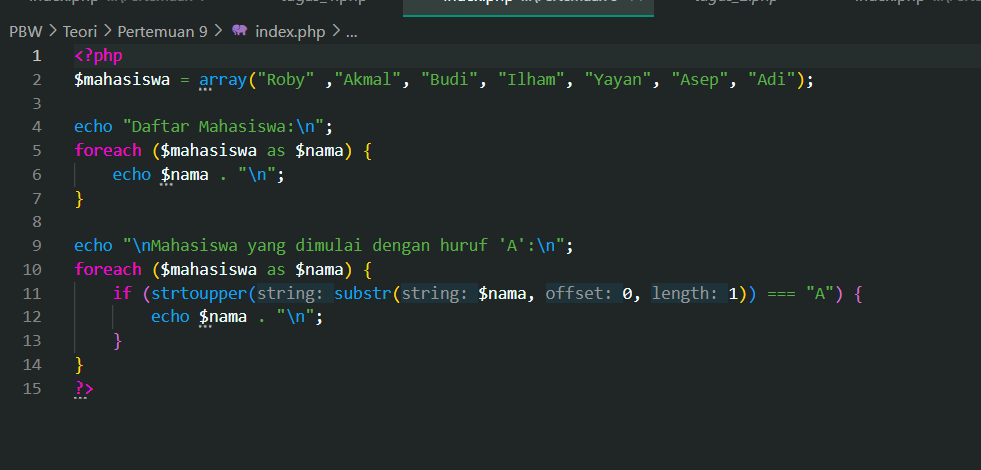 PBW > Teori > Pertemuan 9 > index.php > ...
1 <?php
2 $mahasiswa = array("Roby" ,"Akmal", "Budi", "Ilham", "Yayan", "Asep", "Adi");
3
4 echo "Daftar Mahasiswa:\n";
5 foreach ($mahasiswa as $nama) {
6 echo $nama . "\n";
7 }
8
9 echo "\nMahasiswa yang dimulai dengan huruf 'A':\n";
10 foreach ($mahasiswa as $nama) {
11 if (strtoupper(string: substr(string: $nama, offset: 0, length: 1)) === "A") {
12 echo $nama . "\n";
13 }
14 }
15 ?>